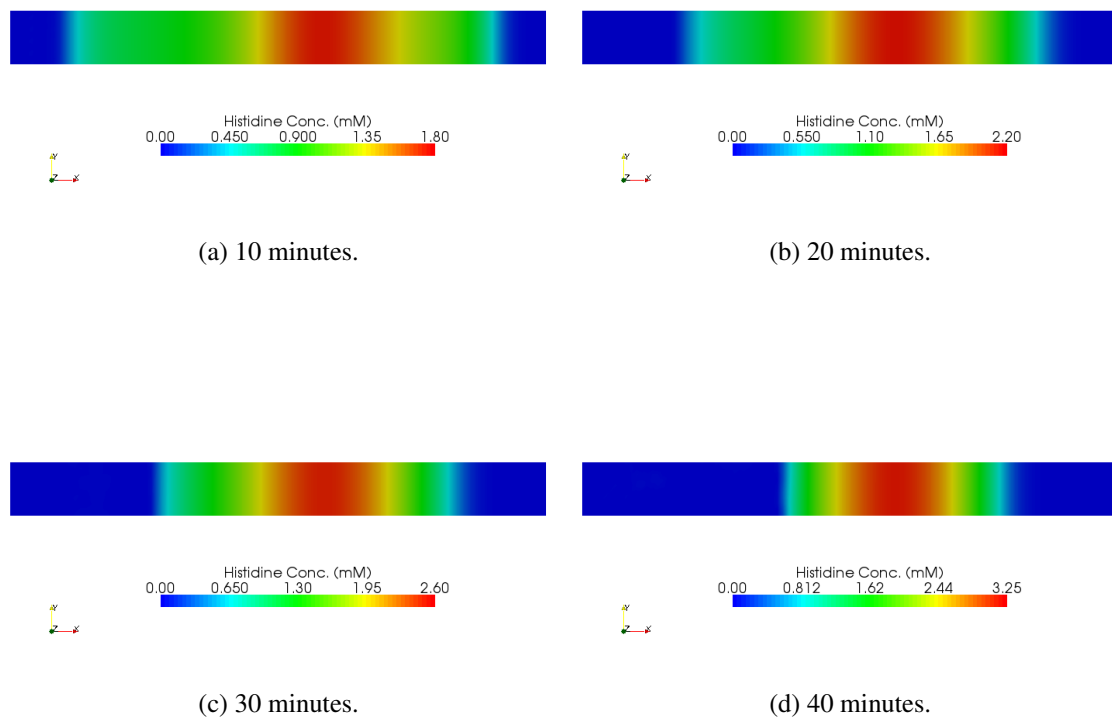 Histidine Conc. (mM)
0.00 0.450 0.900 1.35 1.80
Y
Z X
(a) 10 minutes.
Histidine Conc. (mM)
0.00 0.550 1.10 1.65 2.20
Y
Z X
(b) 20 minutes.
Histidine Conc. (mM)
0.00 0.650 1.30 1.95 2.60
Y
Z X
(c) 30 minutes.
Histidine Conc. (mM)
0.00 0.812 1.62 2.44 3.25
Y
Z X
(d) 40 minutes.